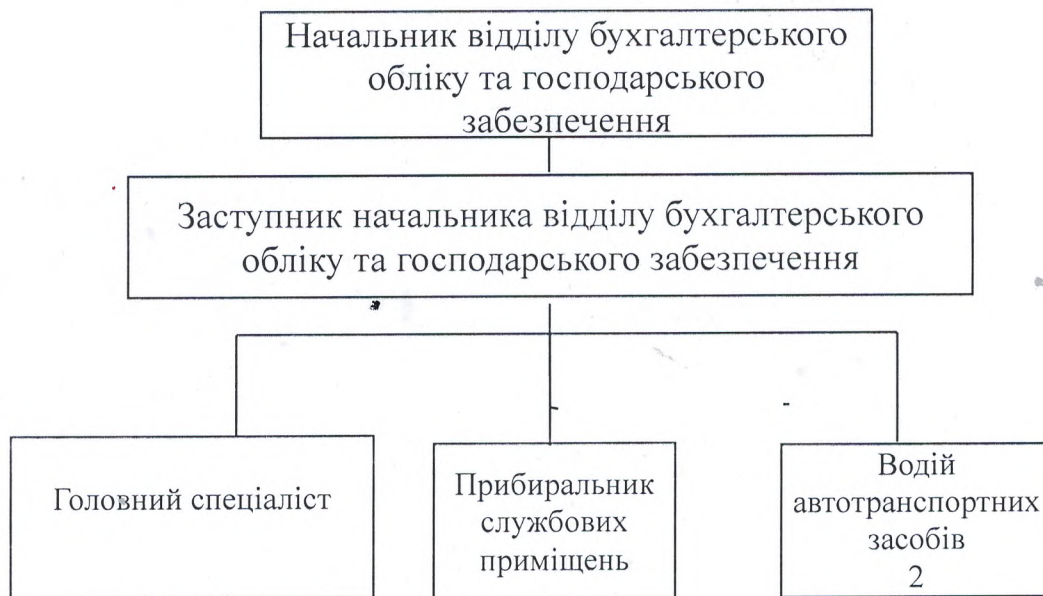 Начальник відділу бухгалтерського
обліку та господарського
забезпечення
Заступник начальника відділу бухгалтерського
обліку та господарського забезпечення
Головний спеціаліст
Прибиральник
службових
приміщень
Водій
автотранспортних
засобів
2